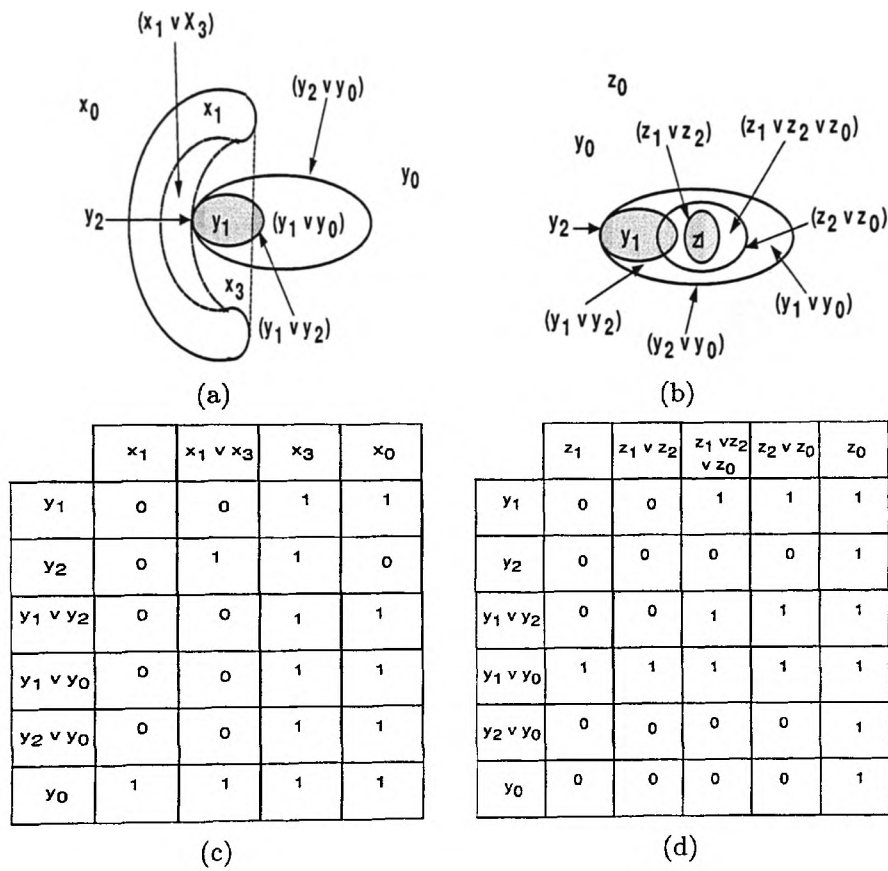 (x1 v X3)
x0
x1
(y2 v y0)
y0
y2
y1
(y1 v y0)
x3
(y1 v y2)
(a)
z0
y0
(z1 v z2)
(z1 v z2 v z0)
y2
y1
z1
(z2 v z0)
(y1 v y2)
(y2 v y0)
(y1 v y0)
(b)
x1 x1 v x3 x3 x0
y1 0 0 1 1
y2 0 1 1 0
y1 v y2 0 0 1 1
y1 v y0 0 0 1 1
y2 v y0 0 0 1 1
y0 1 1 1 1
(c)
z1 z1 v z2 z1 v z2 v z0 z2 v z0 z0
y1 0 0 1 1 1
y2 0 0 0 0 1
y1 v y2 0 0 1 1 1
y1 v y0 1 1 1 1 1
y2 v y0 0 0 0 0 1
y0 0 0 0 0 1
(d)